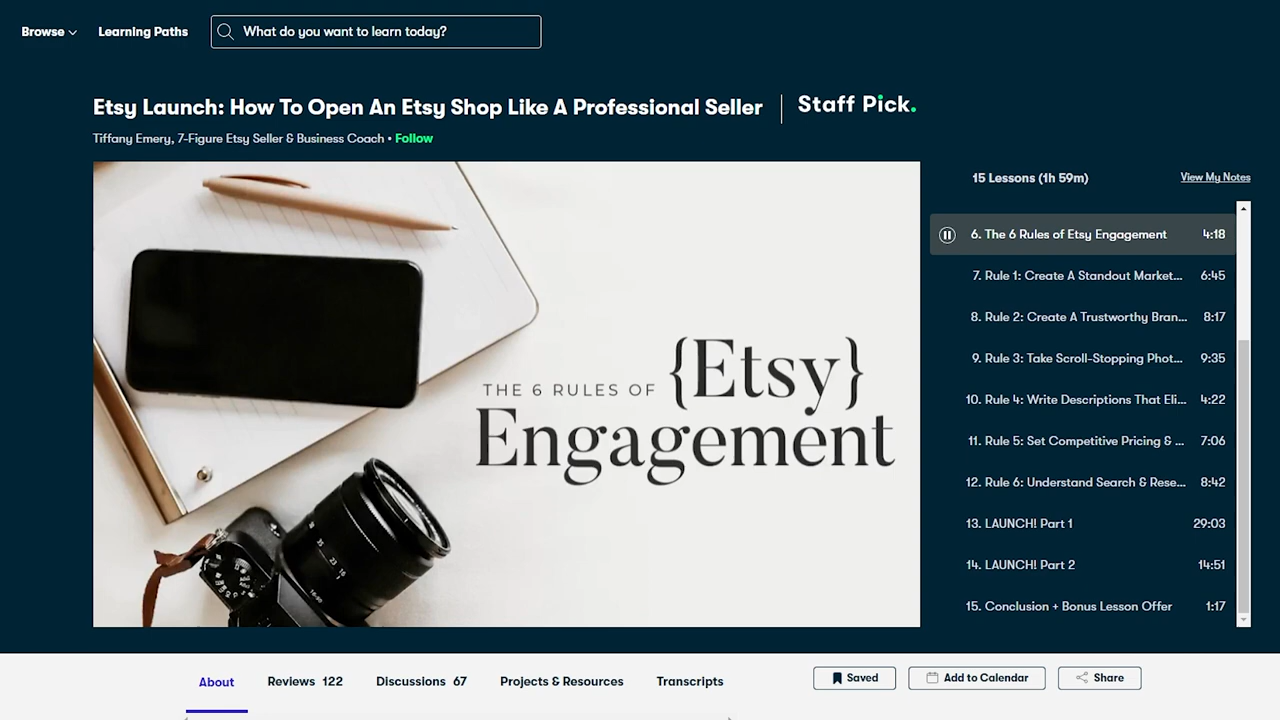 Browse Learning Paths What do you want to learn today?
Etsy Launch: How To Open An Etsy Shop Like A Professional Seller Staff Pick.
Tiffany Emery, 7-Figure Etsy Seller & Business Coach • Follow
THE 6 RULES OF {Etsy}
Engagement
15 Lessons (1h 59m) View My Notes
6. The 6 Rules of Etsy Engagement 4:18
7. Rule 1: Create A Standout Market... 6:45
8. Rule 2: Create A Trustworthy Bran... 8:17
9. Rule 3: Take Scroll-Stopping Phot... 9:35
10. Rule 4: Write Descriptions That Eli... 4:22
11. Rule 5: Set Competitive Pricing & ... 7:06
12. Rule 6: Understand Search & Rese... 8:42
13. LAUNCH! Part 1 29:03
14. LAUNCH! Part 2 14:51
15. Conclusion + Bonus Lesson Offer 1:17
About Reviews 122 Discussions 67 Projects & Resources Transcripts Saved Add to Calendar Share